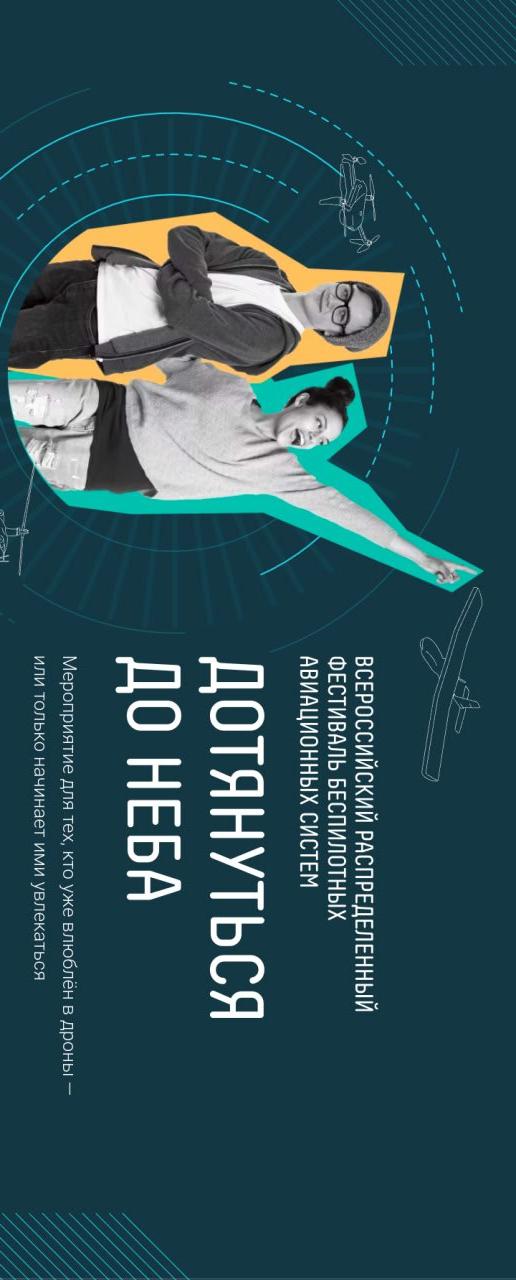 ВСЕРОССИЙСКИЙ РАСПРЕДЕЛЕННЫЙ
ФЕСТИВАЛЬ БЕСПИЛОТНЫХ
АВИАЦИОННЫХ СИСТЕМ
ДОТЯНУТЬСЯ
ДО НЕБА
Мероприятие для тех, кто уже влюблён в дроны —
или только начинает ими увлекаться